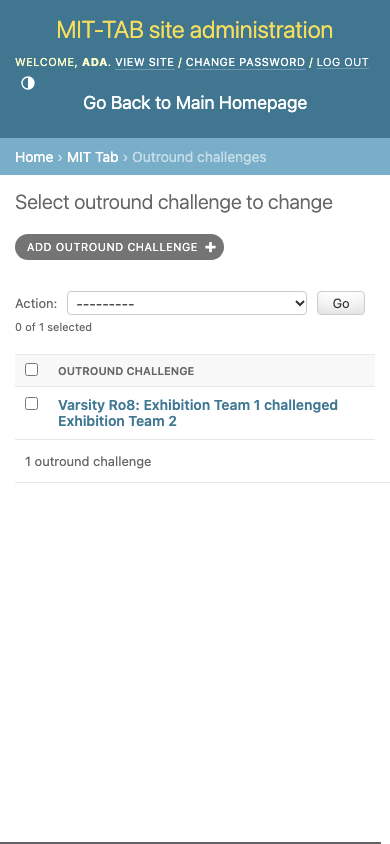 MIT-TAB site administration
WELCOME, ADA. VIEW SITE / CHANGE PASSWORD / LOG OUT
Go Back to Main Homepage
Home › MIT Tab › Outround challenges
Select outround challenge to change
ADD OUTROUND CHALLENGE +
Action: --------- Go
0 of 1 selected
OUTROUND CHALLENGE
Varsity Ro8: Exhibition Team 1 challenged
Exhibition Team 2
1 outround challenge